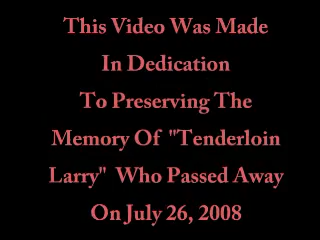 This Video Was Made
In Dedication
To Preserving The
Memory Of "Tenderloin
Larry" Who Passed Away
On July 26, 2008